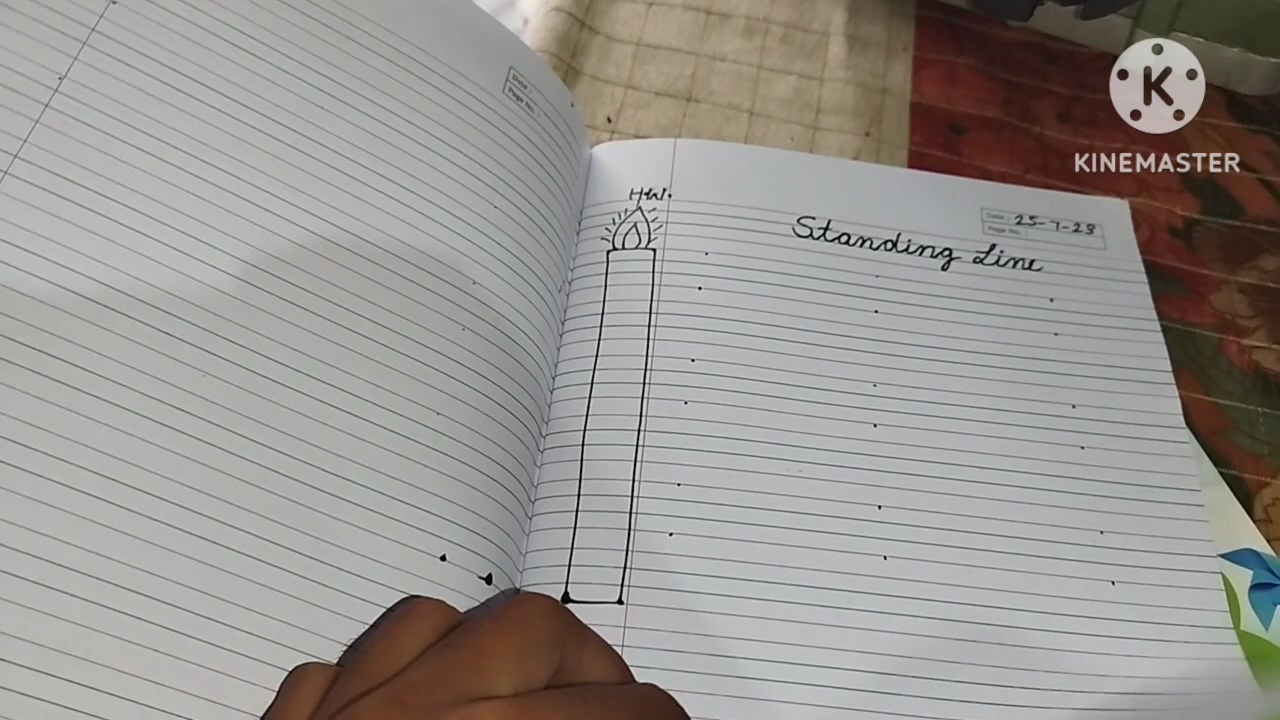 Date :
Page No. :
K
KINEMASTER
H.W.
Date : 25-7-23
Page No. :
Standing Line